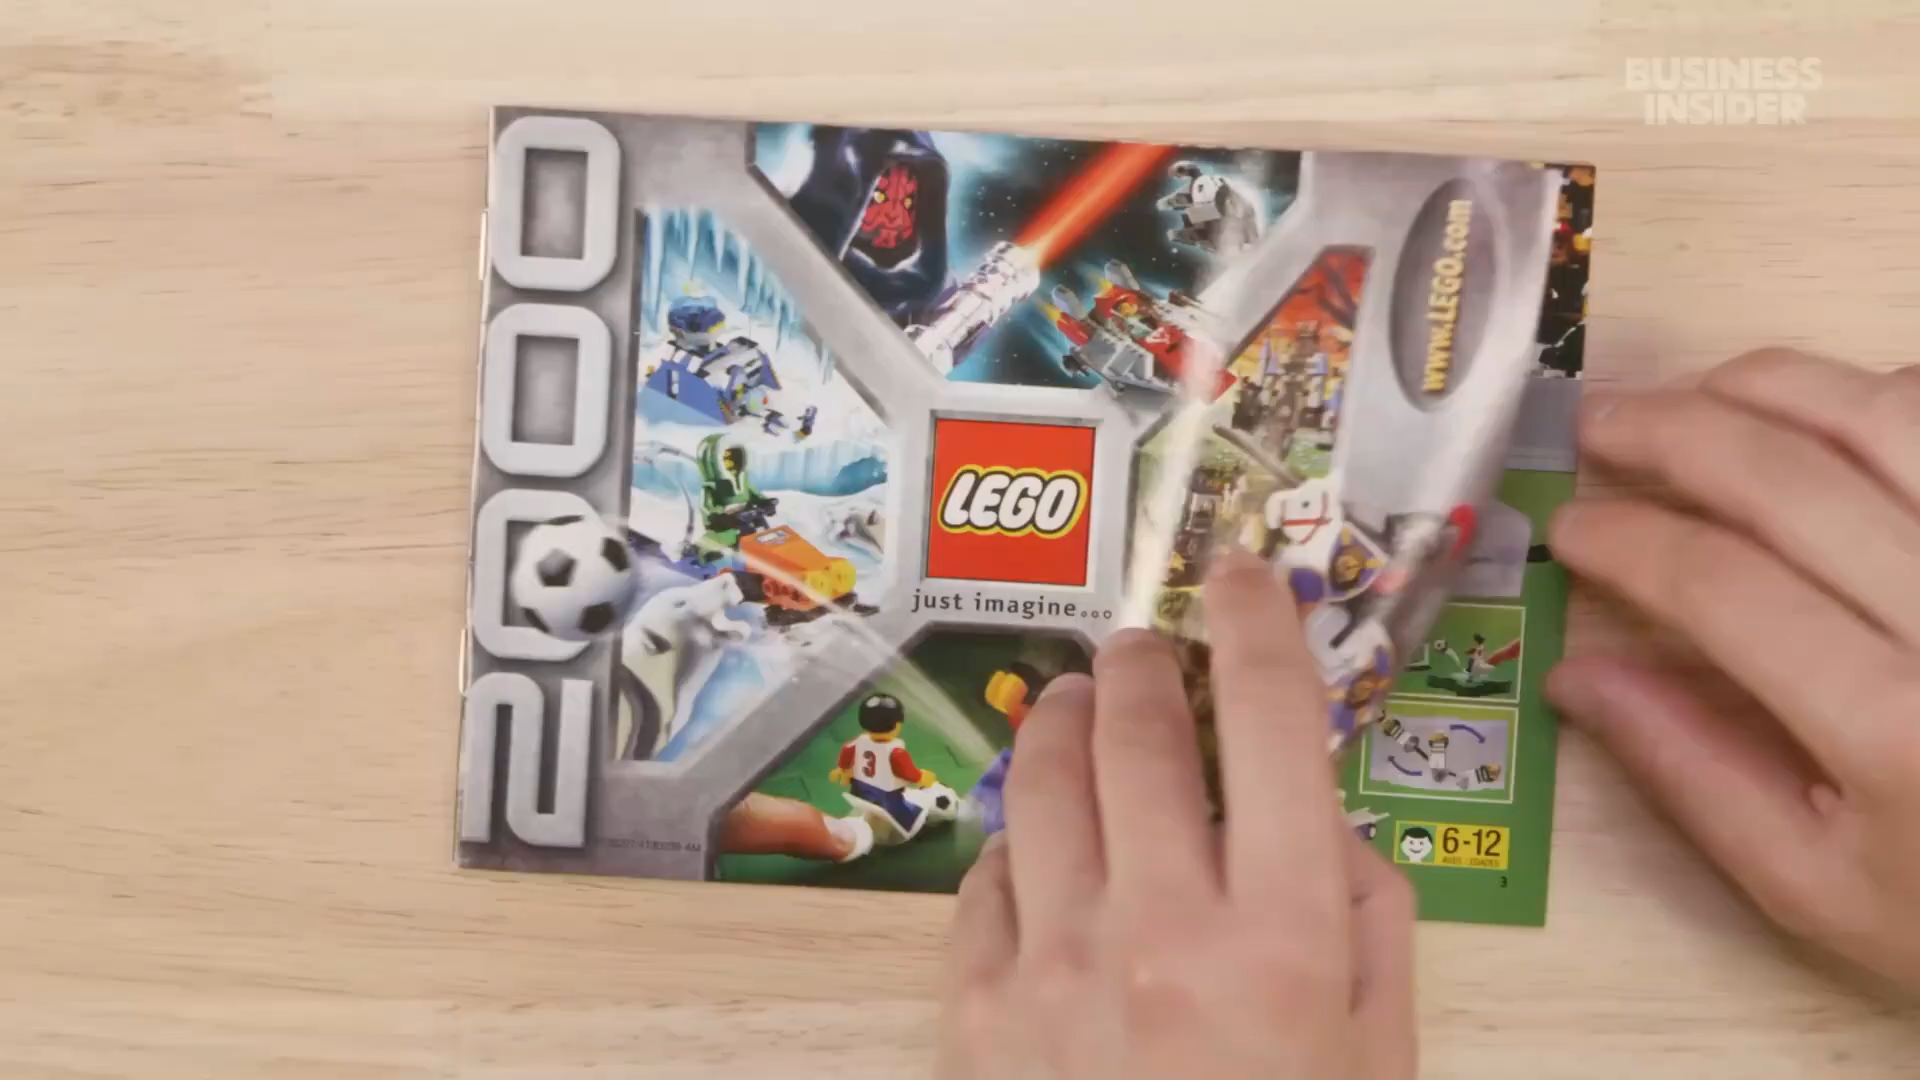 BUSINESS
INSIDER
2000
www.LEGO.com
LEGO
just imagine...
3
6-12
3